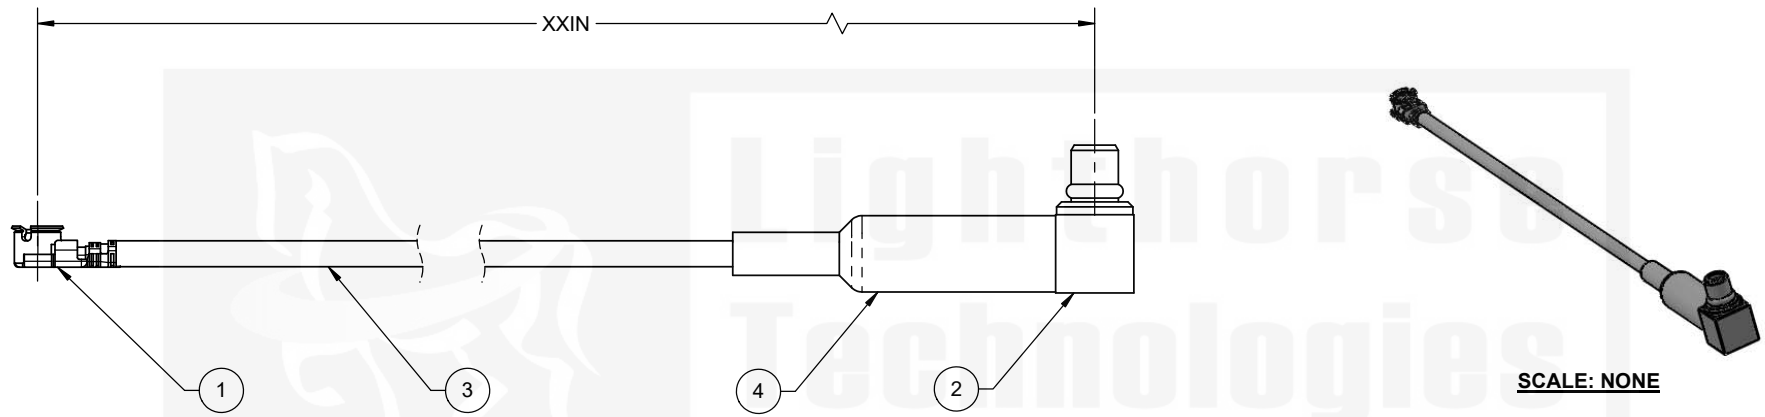 XXIN
Lighthorse
Technologies
1
3
4
2
SCALE: NONE